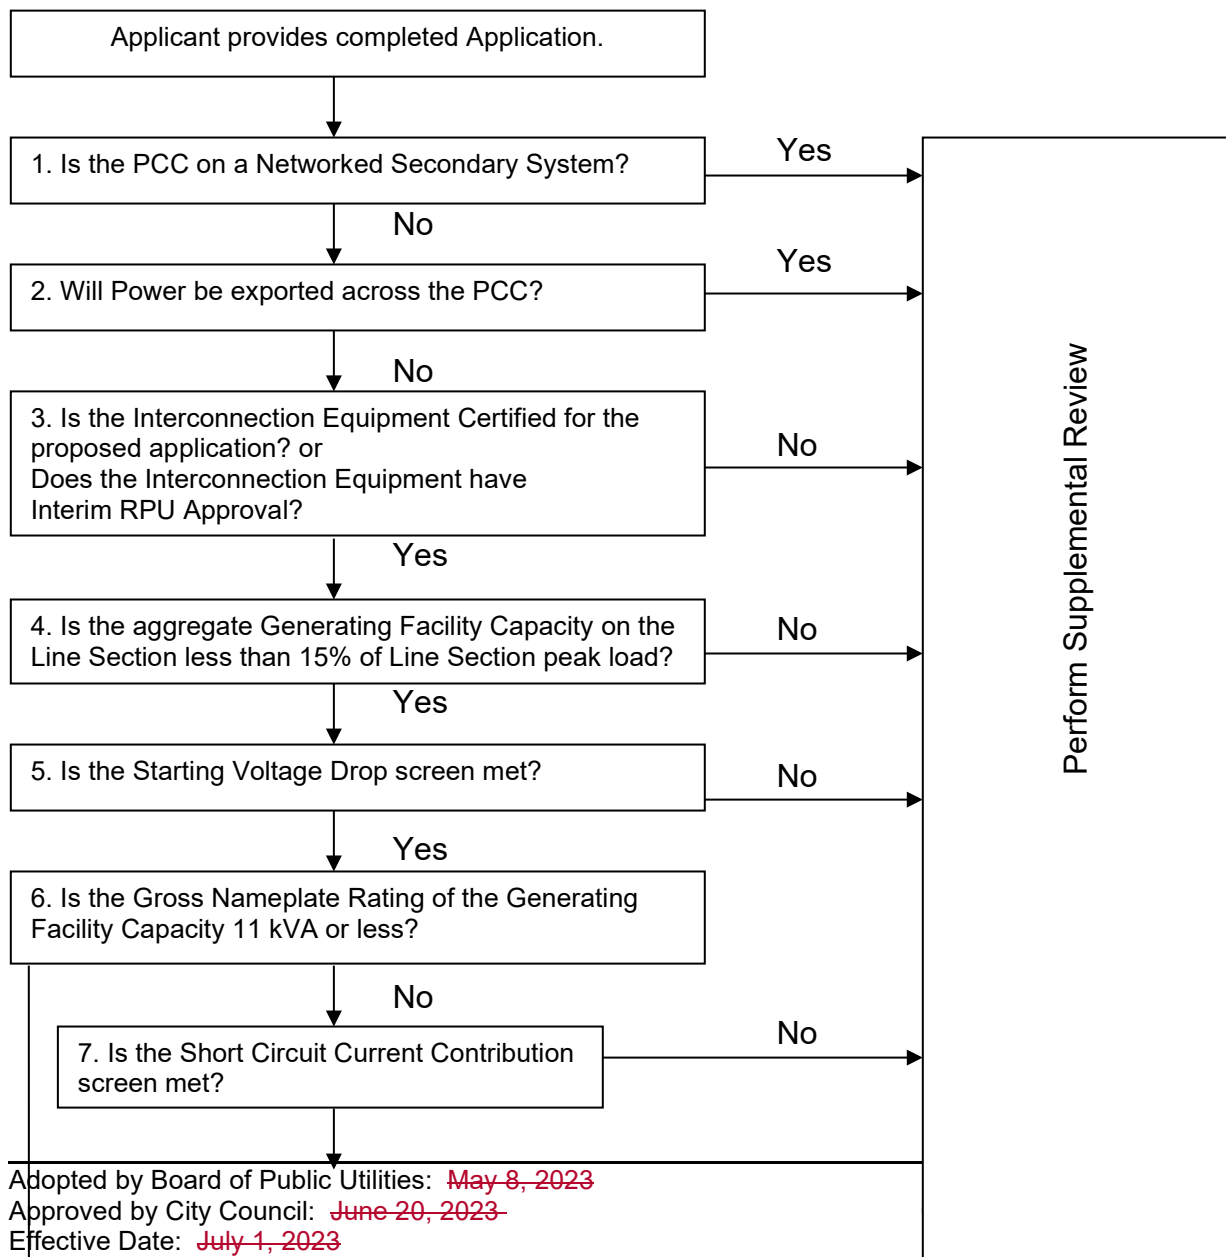 Applicant provides completed Application.
1. Is the PCC on a Networked Secondary System?
Yes
No
2. Will Power be exported across the PCC?
Yes
No
3. Is the Interconnection Equipment Certified for the
proposed application? or
Does the Interconnection Equipment have
Interim RPU Approval?
No
Yes
4. Is the aggregate Generating Facility Capacity on the
Line Section less than 15% of Line Section peak load?
No
Yes
5. Is the Starting Voltage Drop screen met?
No
Yes
6. Is the Gross Nameplate Rating of the Generating
Facility Capacity 11 kVA or less?
No
7. Is the Short Circuit Current Contribution
screen met?
No
Perform Supplemental Review
Adopted by Board of Public Utilities: May 8, 2023
Approved by City Council: June 20, 2023
Effective Date: July 1, 2023